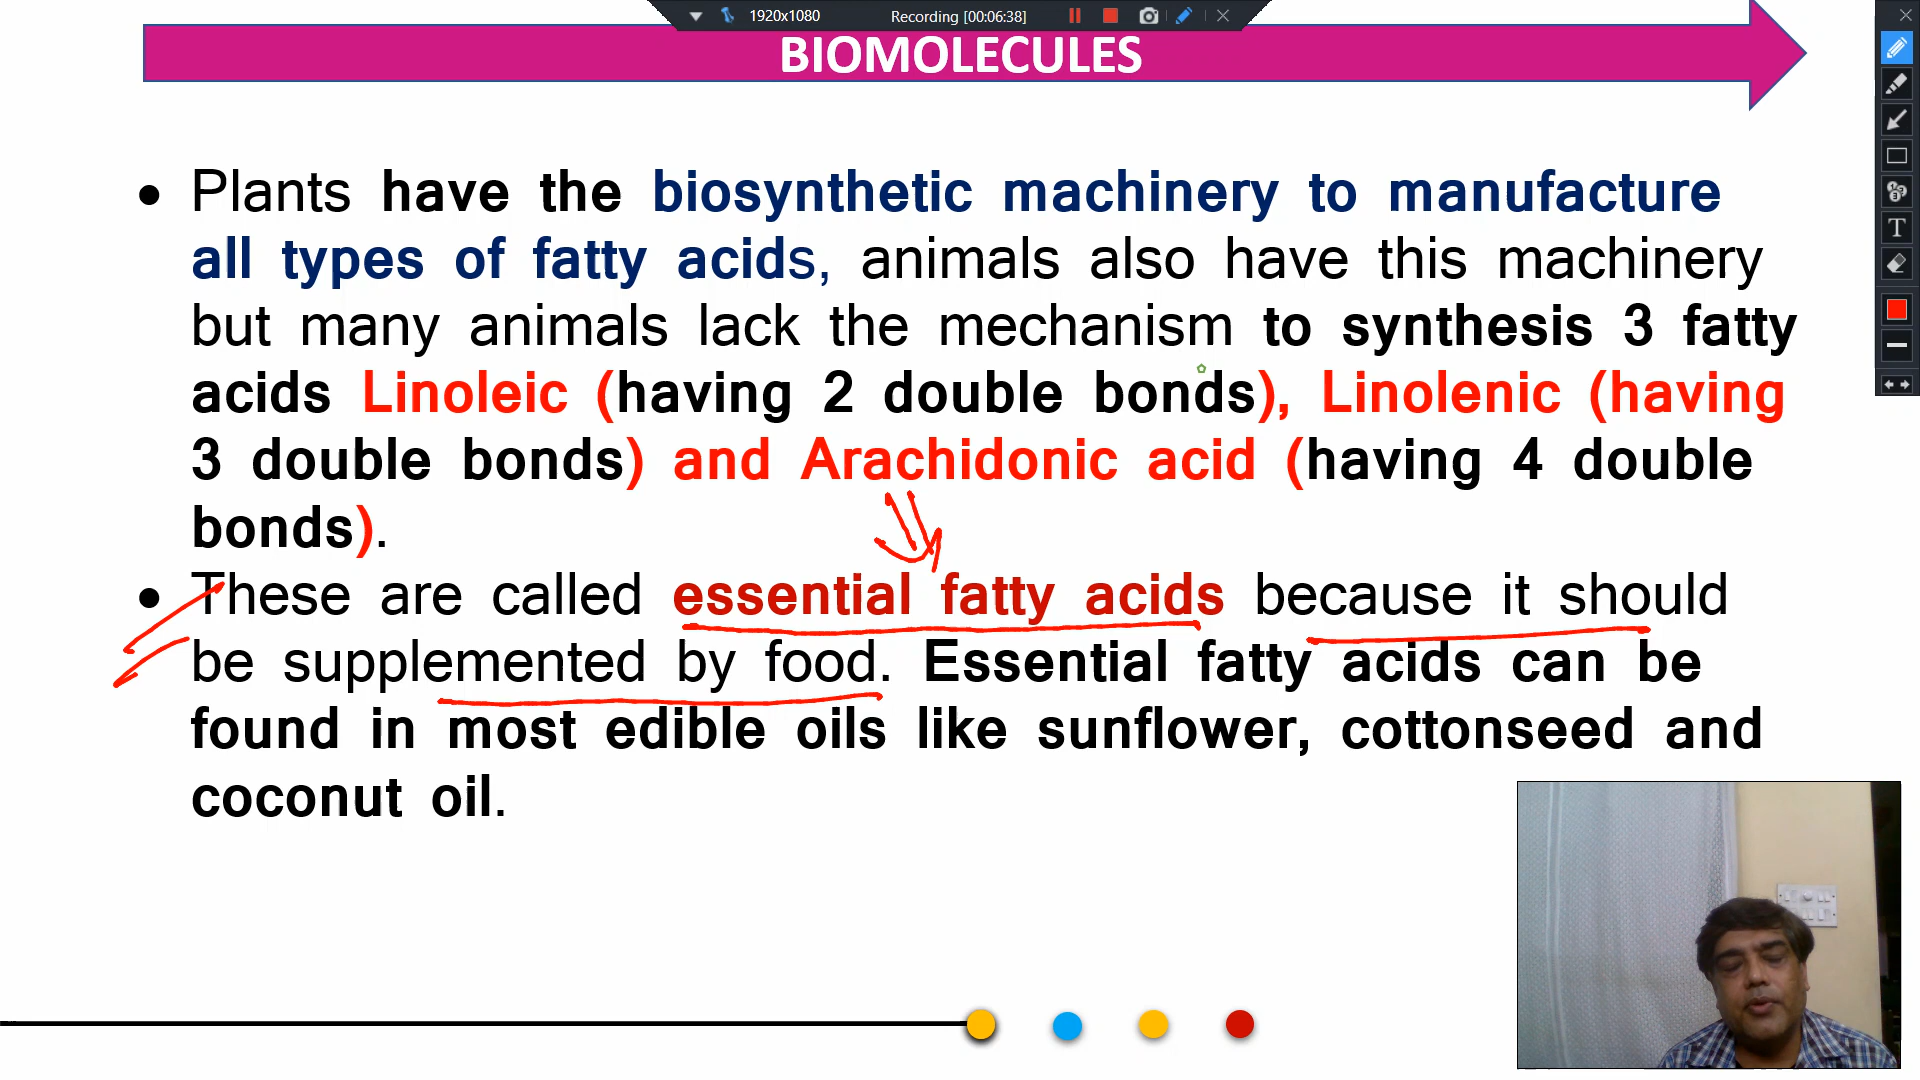 1920x1080
Recording [00:06:38]
BIOMOLECULES
• Plants have the biosynthetic machinery to manufacture
all types of fatty acids, animals also have this machinery
but many animals lack the mechanism to synthesis 3 fatty
acids Linoleic (having 2 double bonds), Linolenic (having
3 double bonds) and Arachidonic acid (having 4 double
bonds).
• These are called essential fatty acids because it should
be supplemented by food. Essential fatty acids can be
found in most edible oils like sunflower, cottonseed and
coconut oil.